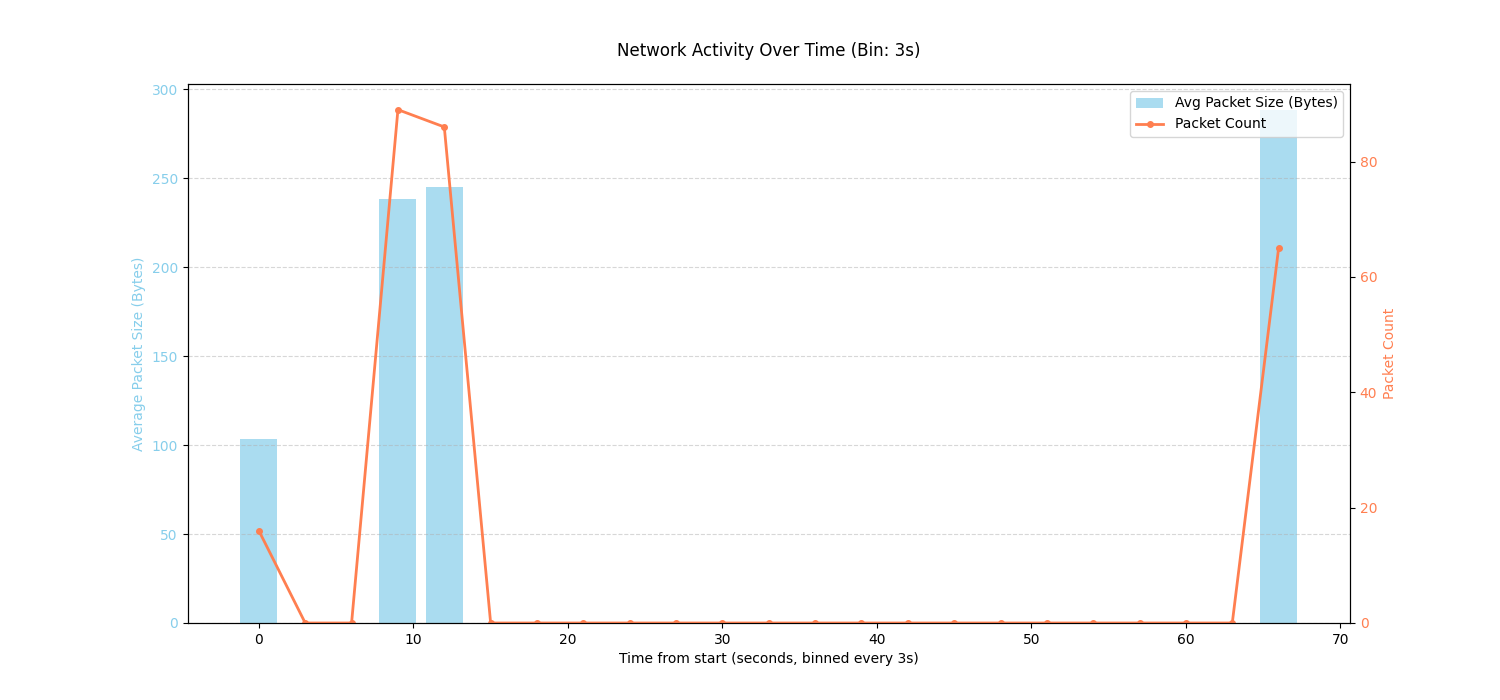 Network Activity Over Time (Bin: 3s)
Avg Packet Size (Bytes)
Packet Count
300
250
200
150
100
50
0
Average Packet Size (Bytes)
80
60
40
20
0
Packet Count
0 10 20 30 40 50 60 70
Time from start (seconds, binned every 3s)